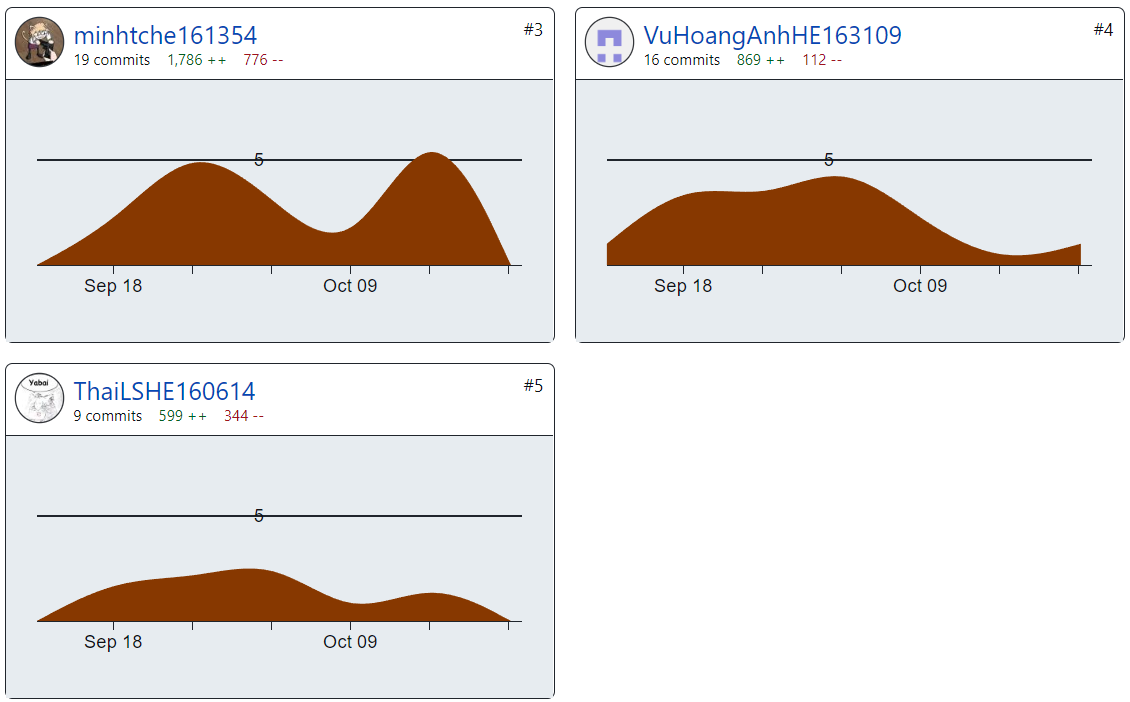 minhtche161354
#3
19 commits 1,786 ++ 776 --
5
Sep 18 Oct 09
VuHoangAnhHE163109
#4
16 commits 869 ++ 112 --
5
Sep 18 Oct 09
Yabai
ThaiLSHE160614
#5
9 commits 599 ++ 344 --
5
Sep 18 Oct 09